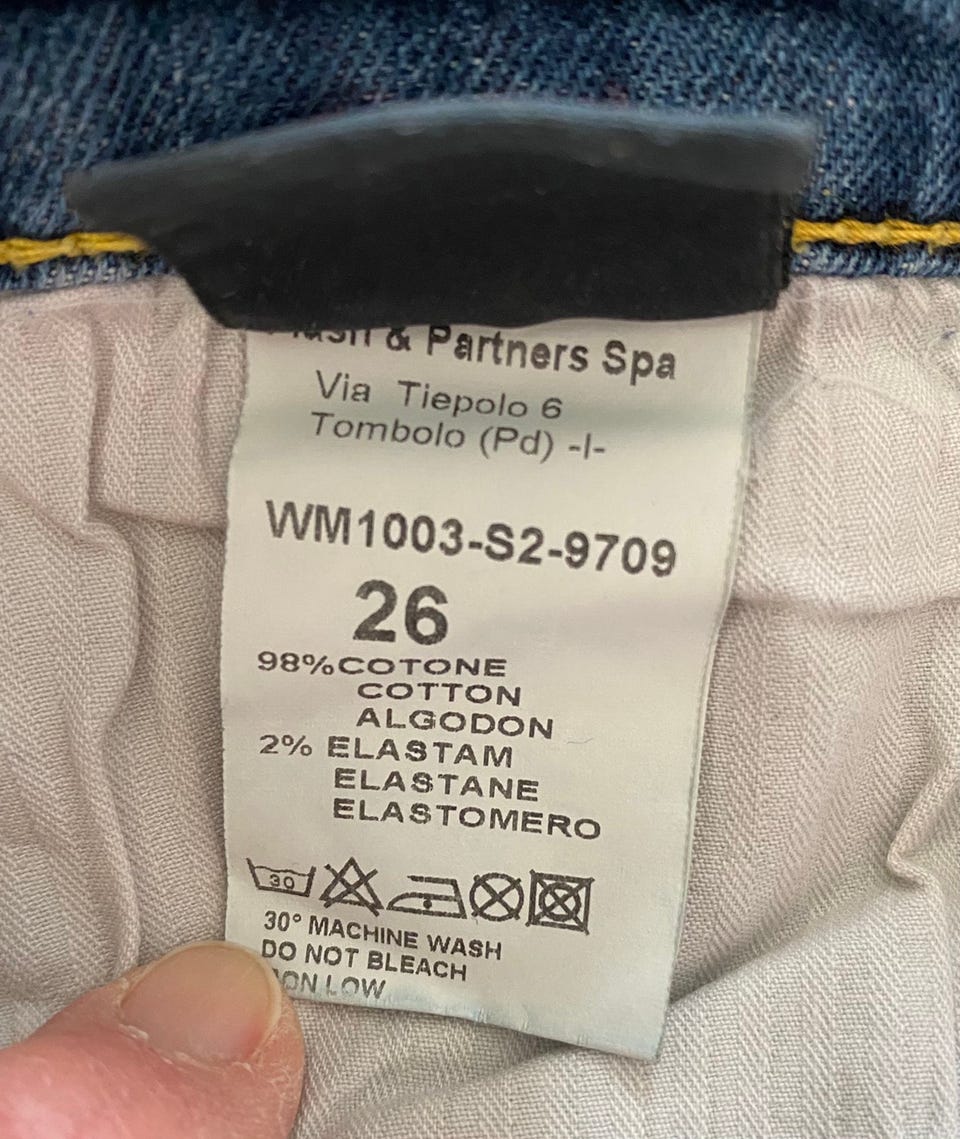 & Partners Spa
Via Tiepolo 6
Tombolo (Pd) -I-
WM1003-S2-9709
26
98%COTONE
COTTON
ALGODON
2% ELASTAM
ELASTANE
ELASTOMERO
30
30° MACHINE WASH
DO NOT BLEACH
LOW